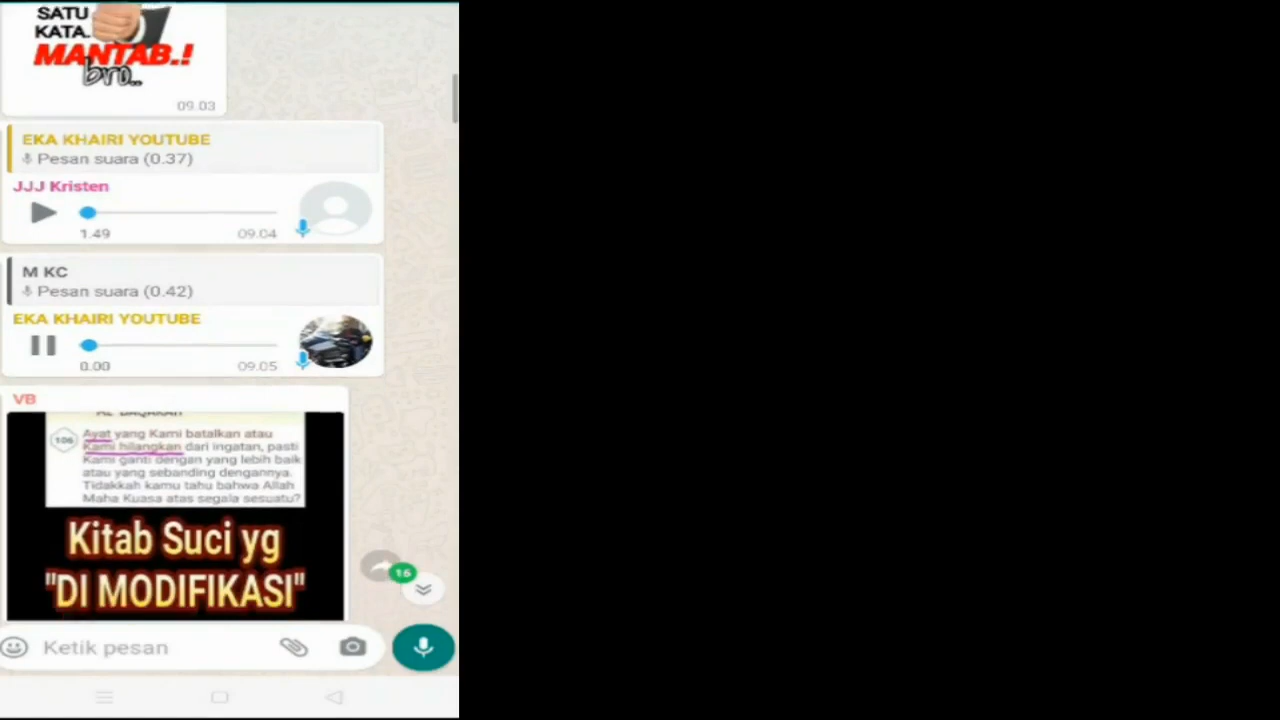 SATU
KATA.
MANTAB.!
bro..
09.03
EKA KHAIRI YOUTUBE
Pesan suara (0.37)
JJJ Kristen
1.49
09.04
M KC
Pesan suara (0.42)
EKA KHAIRI YOUTUBE
0.00
09.05
VB
AL BAQARAH
106
Ayat yang Kami batalkan atau
Kami hilangkan dari ingatan, pasti
Kami ganti dengan yang lebih baik
atau yang sebanding dengannya.
Tidakkah kamu tahu bahwa Allah
Maha Kuasa atas segala sesuatu?
Kitab Suci yg
"DI MODIFIKASI"
15
Ketik pesan